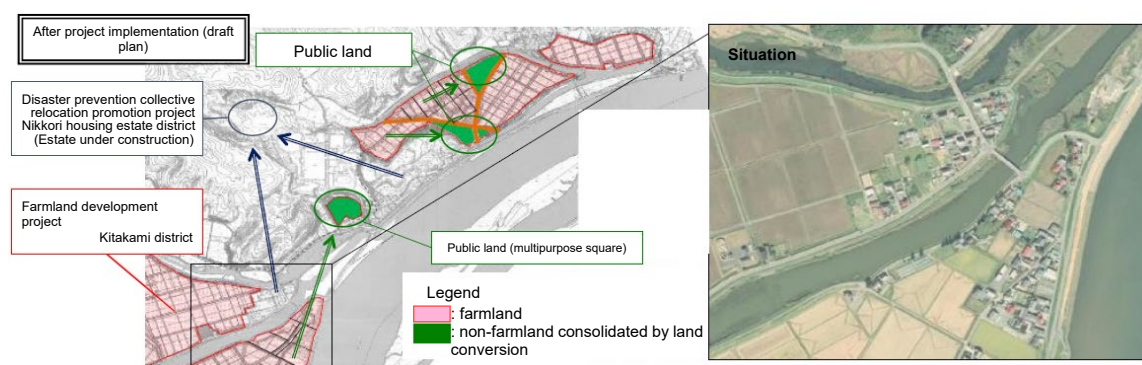 After project implementation (draft
plan)
Public land
Situation
Disaster prevention collective
relocation promotion project
Nikkori housing estate district
(Estate under construction)
Farmland development
project
Kitakami district
Public land (multipurpose square)
Legend
: farmland
: non-farmland consolidated by land
conversion